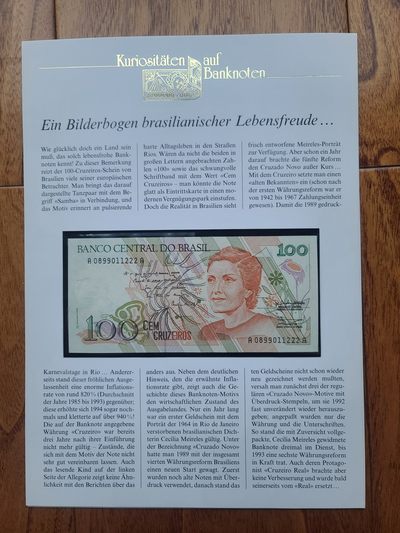 Kuriositäten auf
Banknoten
Ein Bilderbogen brasilianischer Lebensfreude…
Wie glücklich doch ein Land sein
muß, das solch lebensfrohe Bank-
noten kennt! Zu dieser Bemerkung
reizt der 100-Cruzeiros-Schein von
Brasilien viele seiner europäischen
Betrachter. Man bringt das darauf
dargestellte Tanzpaar mit dem Be-
griff «Samba» in Verbindung, und
das Motiv erinnert an pulsierende
harte Alltagsleben in den Straßen
Rios. Wären da nicht die beiden in
großen Lettern angebrachten Zah-
len «100» sowie das schwungvolle
Schriftband mit dem Wert «Cem
Cruzeiros» – man könnte die Note
glatt als Eintrittskarte in einen mo-
dernen Vergnügungspark einstufen.
Doch die Realität in Brasilien sieht
frisch entworfene Meireles-Porträt
zur Verfügung. Aber schon ein Jahr
darauf brachte die fünfte Reform
den Cruzado Novo außer Kurs …
Mit dem Cruzeiro setzte man einen
«alten Bekannten» ein (schon nach
der ersten Währungsreform war er
von 1942 bis 1967 Zahlungseinheit
gewesen). Damit die 1989 gedruck-
BANCO CENTRAL DO BRASIL
100
A 0899011222 A
A 0899011222 A
100
CEM
CRUZEIROS
Karnevalstage in Rio … Anderer-
seits stand dieser fröhlichen Ausge-
lassenheit eine enorme Inflations-
rate von rund 820% (Durchschnitt
der Jahre 1985 bis 1993) gegenüber;
diese erhöhte sich 1994 sogar noch-
mals und kletterte auf über 940%!
Die auf der Banknote angegebene
Währung «Cruzeiro» war bereits
drei Jahre nach ihrer Einführung
nicht mehr gültig – Zustände, die
sich mit dem Motiv der Note nicht
sehr gut vereinbaren lassen. Auch
das lesende Kind auf der linken
Seite der Allegorie zeigt keine Ähn-
lichkeit mit den Berichten über das
anders aus. Neben dem deutlichen
Hinweis, den die erwähnte Infla-
tionsrate gibt, zeigt auch die
Geschichte dieses Banknoten-Motivs
den wirtschaftlichen Zustand des
Ausgabelandes. Nur ein Jahr lang
war ein erster Geldschein mit dem
Porträt der 1964 in Rio de Janeiro
verstorbenen brasilianischen Dich-
terin Cecília Meireles gültig. Unter
der Bezeichnung «Cruzado Novo»
hatte man 1989 mit der insgesamt
vierten Währungsreform Brasiliens
einen neuen Start gewagt. Zuerst
wurden noch alte Noten mit Über-
druck verwendet, danach stand das
ten Geldscheine nicht schon wieder
neu gezeichnet werden mußten,
versah man zunächst drei der regu-
lären «Cruzado Novo»-Motive mit
Überdruck-Stempeln, um sie 1992
fast unverändert wieder herauszu-
geben; angepaßt wurden nur die
Währung und die Unterschriften.
So stand die mit Zuversicht vollge-
packte, Cecília Meireles gewidmete
Banknote dreimal im Dienst, bis
1993 eine sechste Währungsreform
in Kraft trat. Auch deren Protago-
nist «Cruzeiro Real» brachte aber
keine Verbesserung und wurde bald
seinerseits vom «Real» ersetzt…